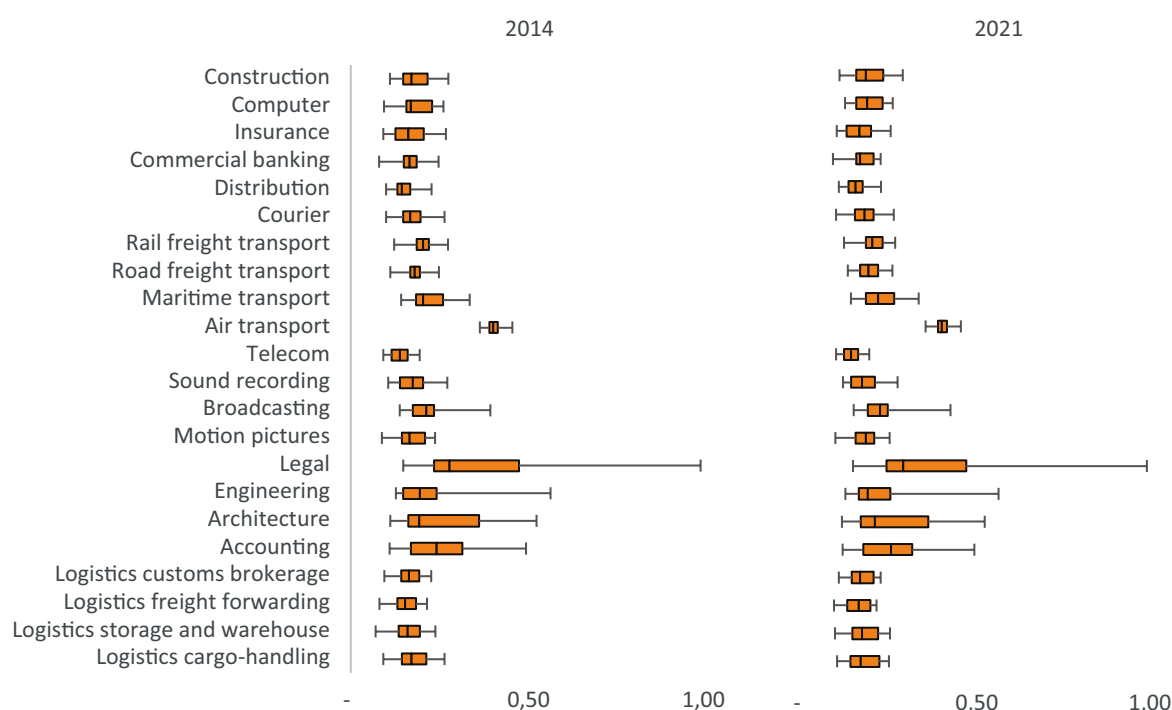 2014 2021
Construction
Computer
Insurance
Commercial banking
Distribution
Courier
Rail freight transport
Road freight transport
Maritime transport
Air transport
Telecom
Sound recording
Broadcasting
Motion pictures
Legal
Engineering
Architecture
Accounting
Logistics customs brokerage
Logistics freight forwarding
Logistics storage and warehouse
Logistics cargo-handling
- 0,50 1,00 - 0,50 1,00